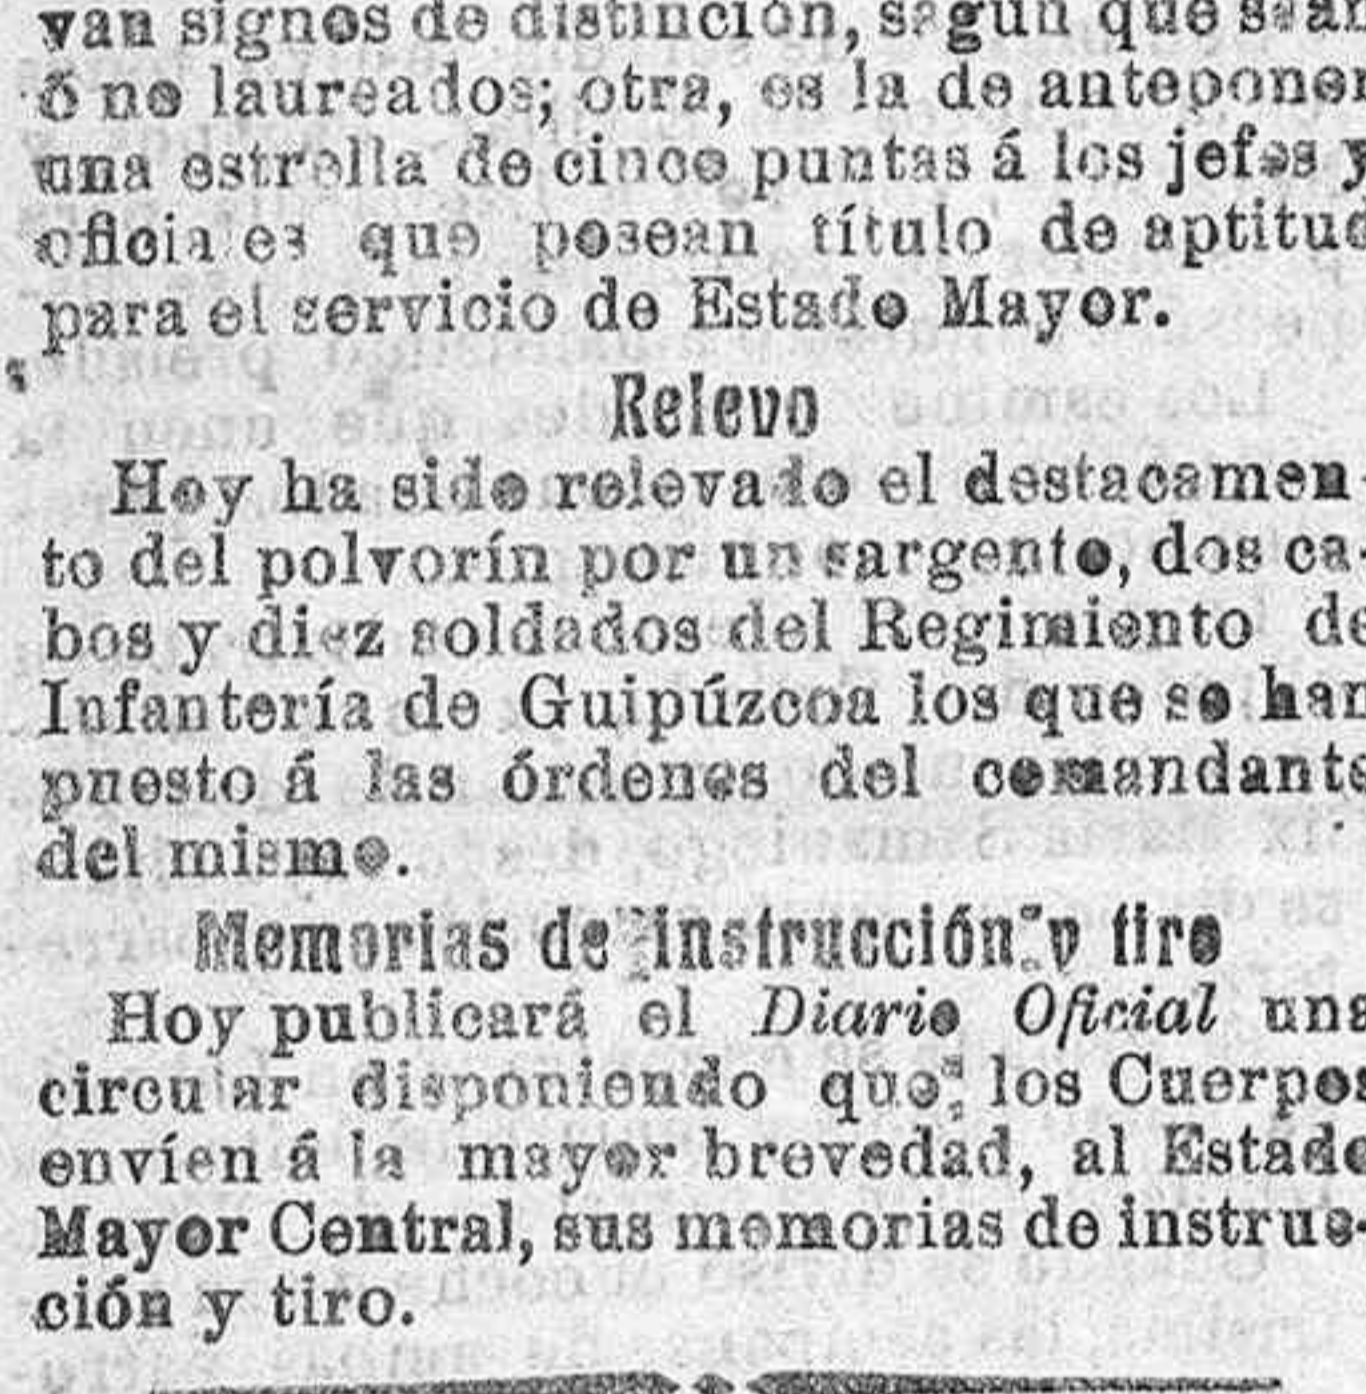 van signos de distinción, según que sean
ó no laureados; otra, es la de anteponer
una estrella de cinco puntas á los jefes y
oficiales que posean título de aptitud
para el servicio de Estado Mayor.
Relevo
Hoy ha sido relevado el destacamen-
to del polvorín por un sargento, dos ca-
bos y diez soldados del Regimiento de
Infantería de Guipúzcoa los que se han
puesto á las órdenes del comandante
del mismo.
Memorias de instrucción y tiro
Hoy publicará el Diario Oficial una
circular disponiendo que los Cuerpos
envíen á la mayor brevedad, al Estado
Mayor Central, sus memorias de instruc-
ción y tiro.